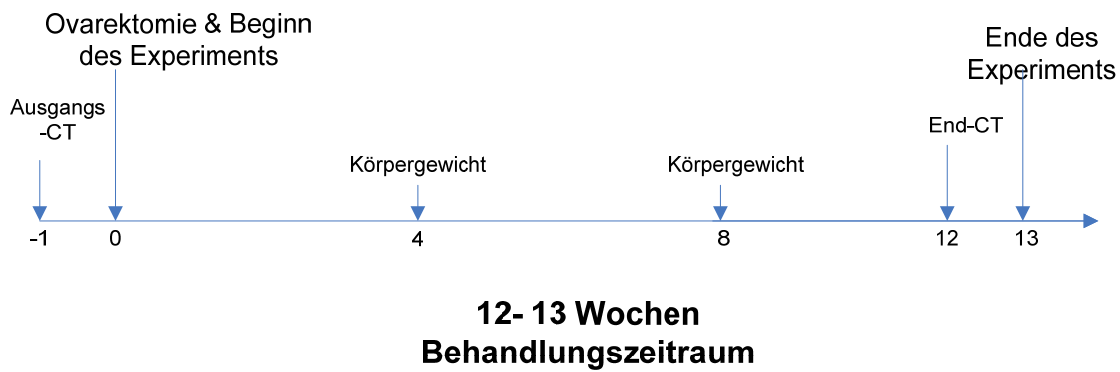 Ovarektomie & Beginn
des Experiments
Ende des
Experiments
Ausgangs
-CT
End-CT
Körpergewicht
Körpergewicht
-1
0
4
8
12
13
12- 13 Wochen
Behandlungszeitraum